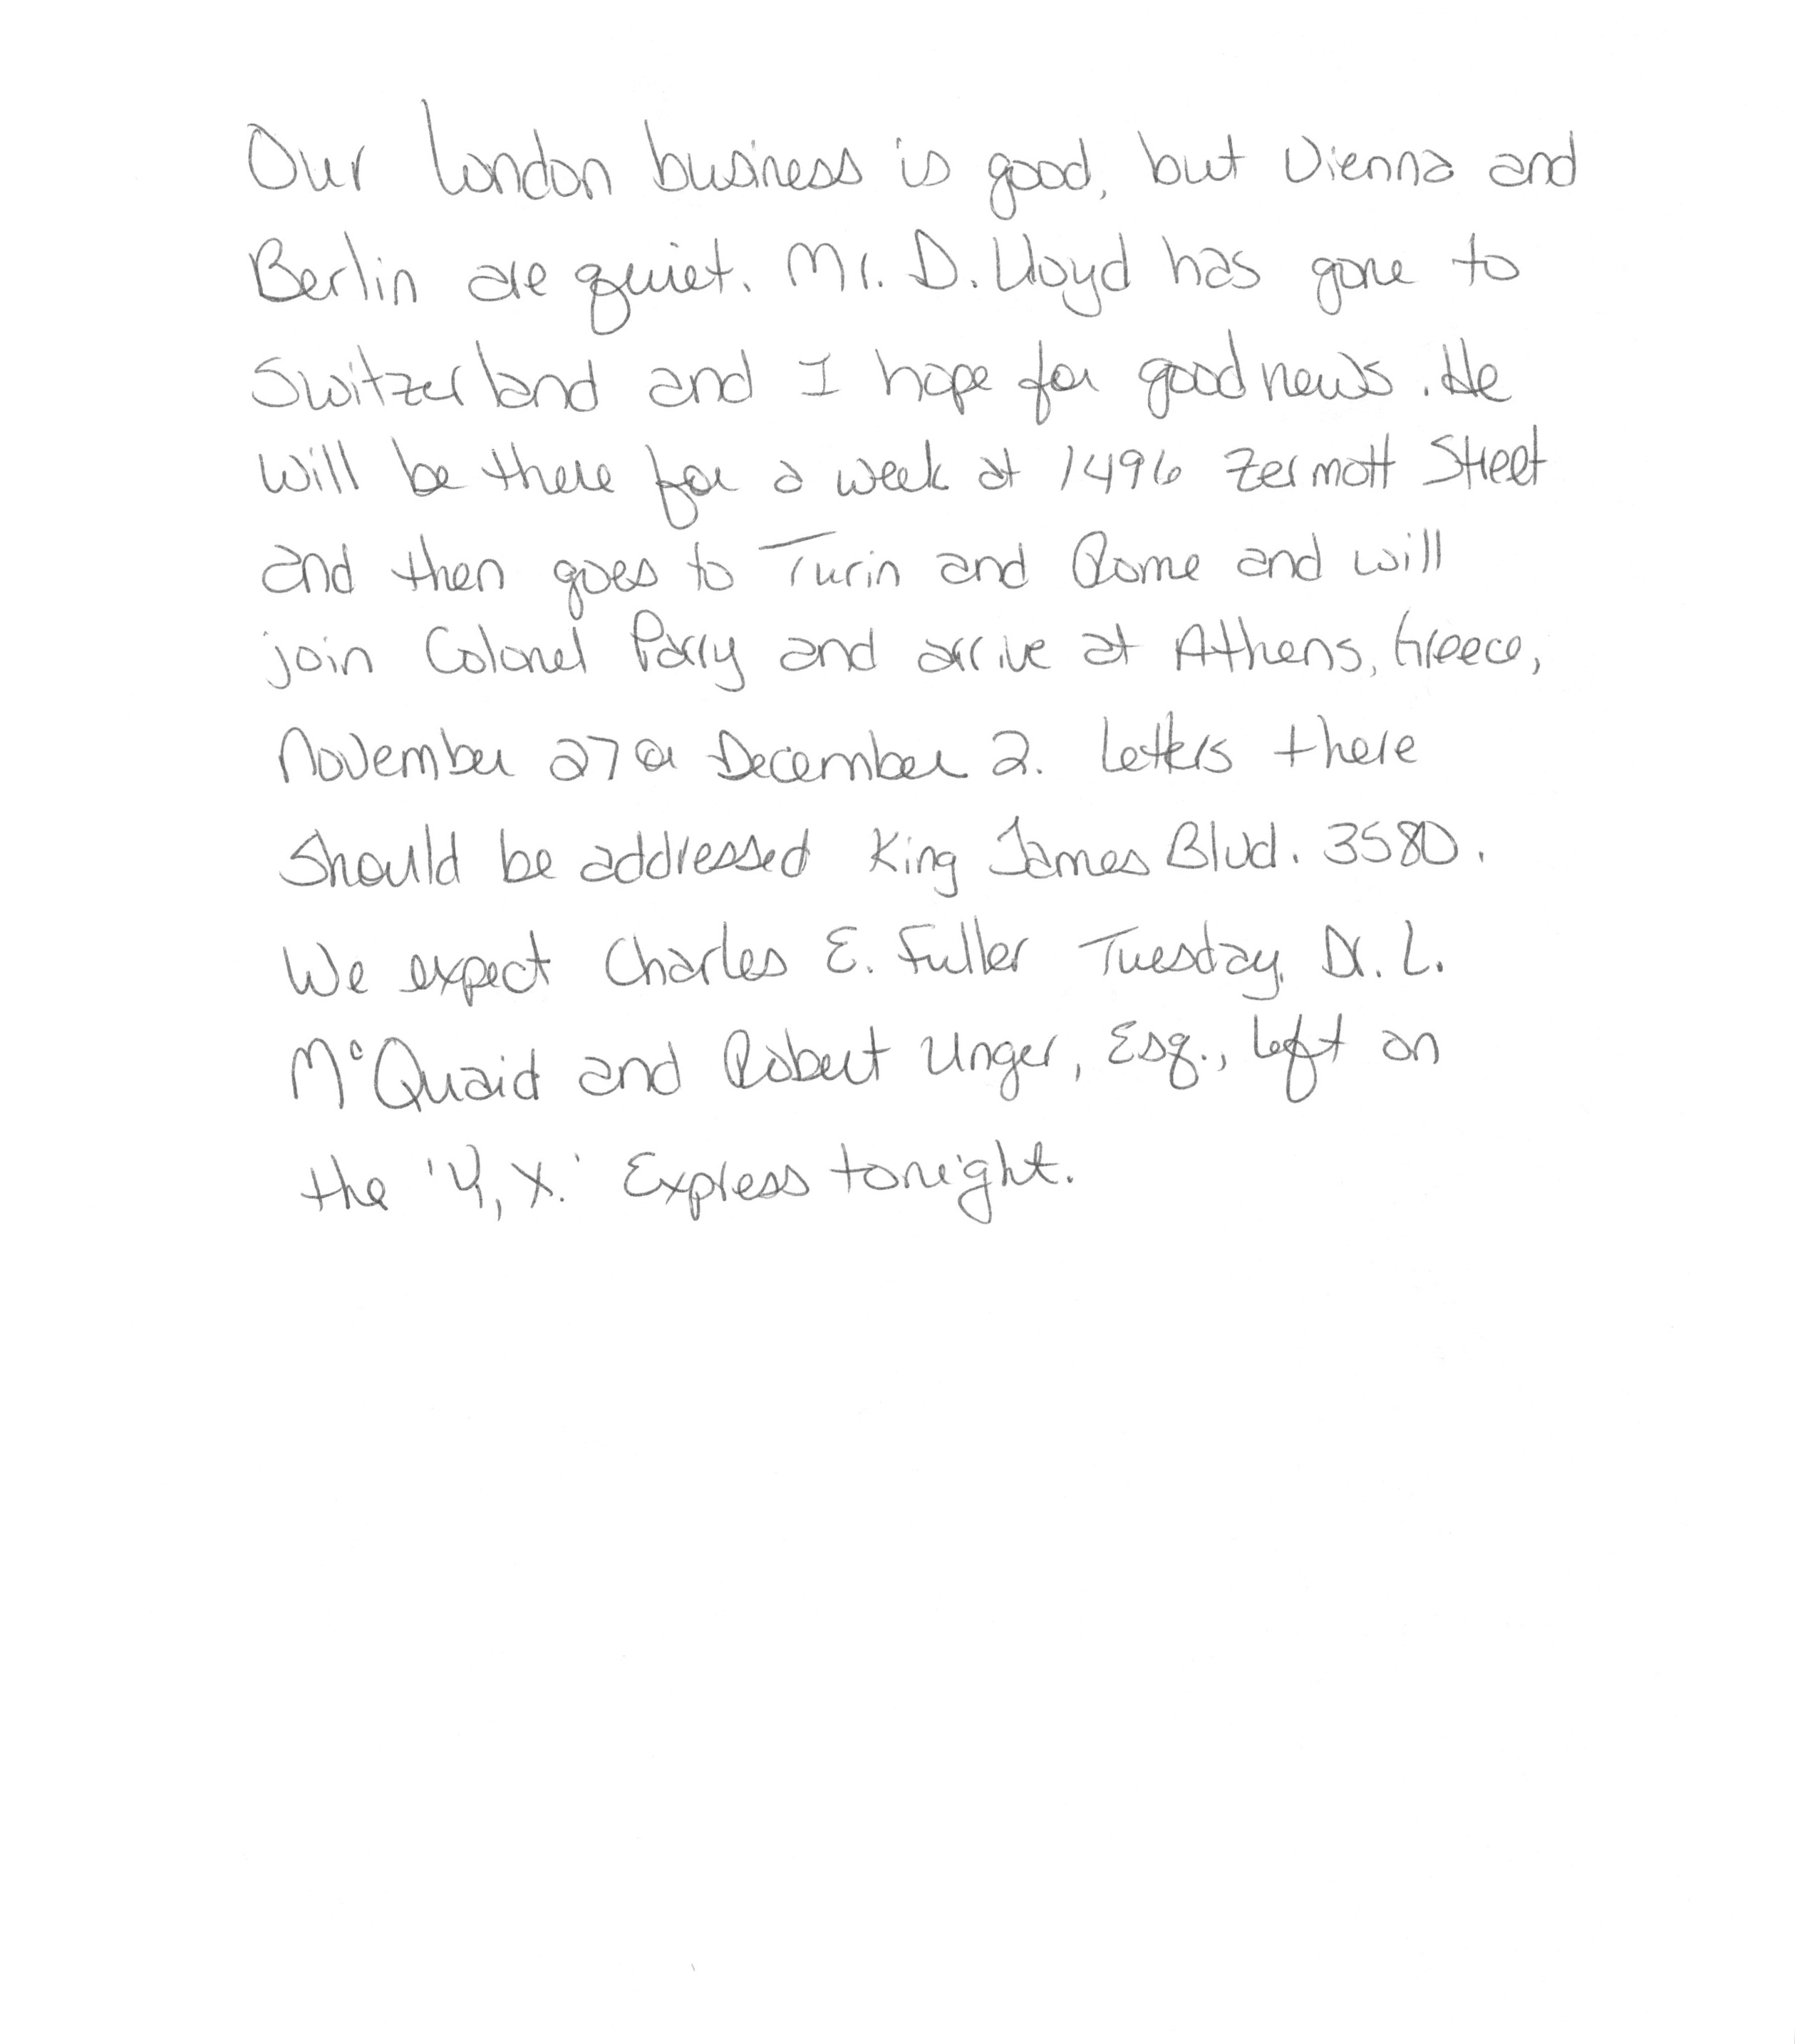 Our London business is good, but Vienna and
Berlin are quiet. Mr. D. Lloyd has gone to
Switzerland and I hope for good news. He
will be there for a week at 1496 Zermott Street
and then goes to Turin and Rome and will
join Colonel Parry and arrive at Athens, Greece,
November 27 or December 2. Letters there
should be addressed King James Blvd. 3580.
We expect Charles E. Fuller Tuesday. Dr. L.
McQuaid and Robert Unger, Esq., left on
the 'Y, X.' Express tonight.